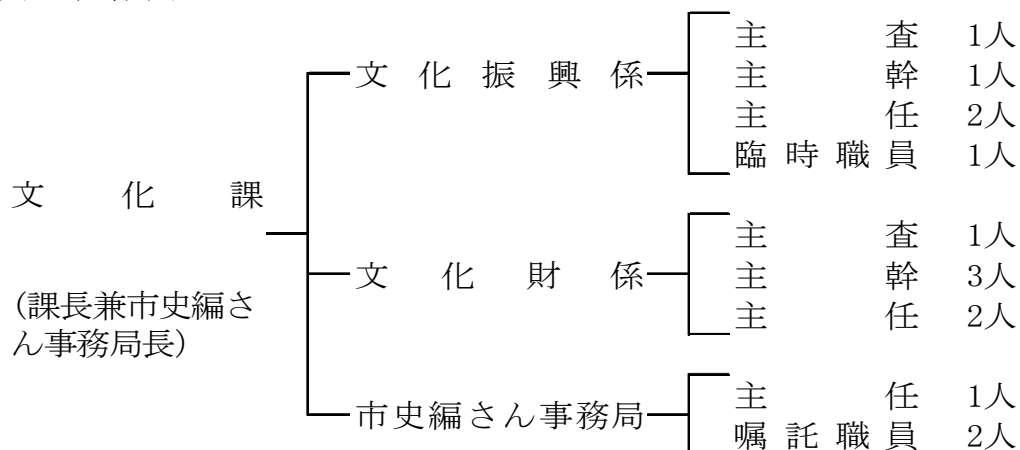 文化振興係
主査 1人
主幹 1人
主任 2人
臨時職員 1人
文化課
(課長兼市史編さ
ん事務局長)
文化財係
主査 1人
主幹 3人
主任 2人
市史編さん事務局
主任 1人
嘱託職員 2人